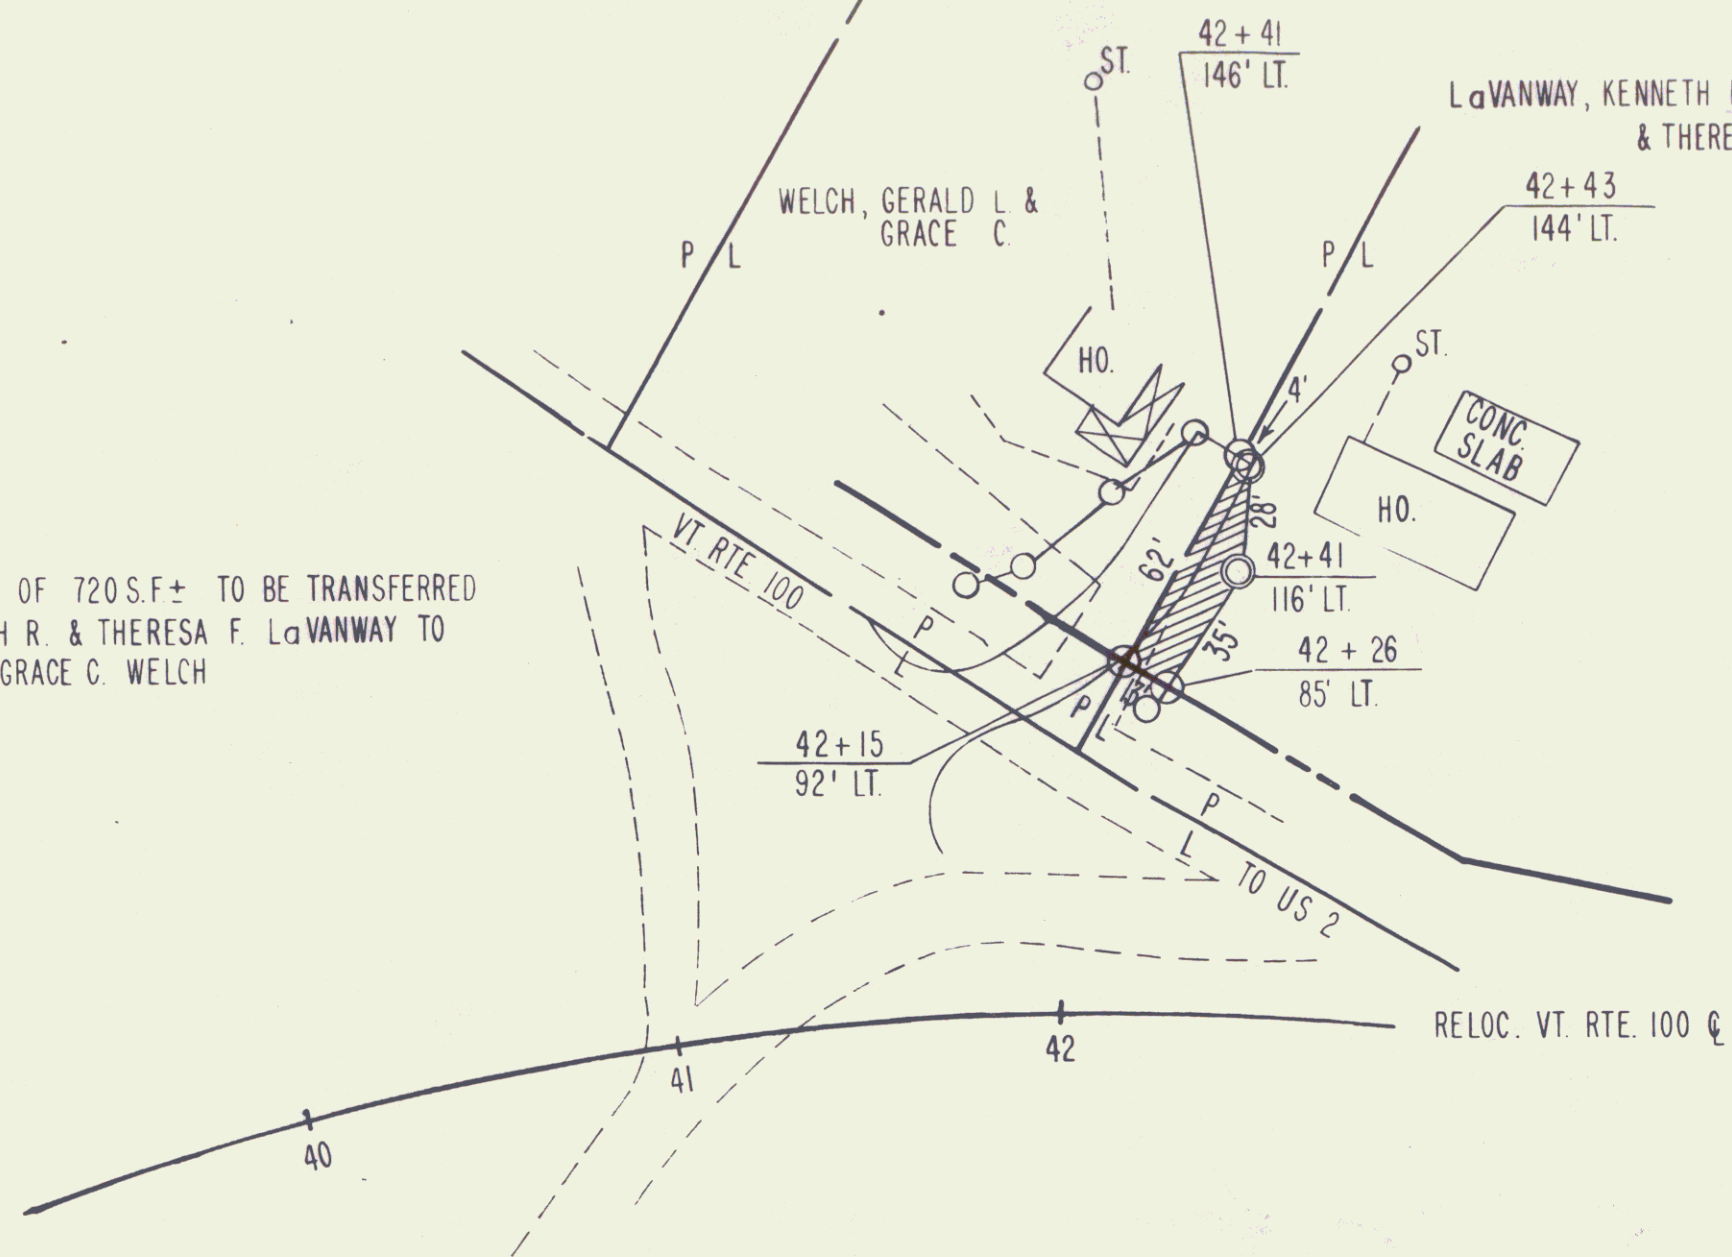 42 + 41
146' LT.
ST.
LaVANWAY, KENNETH
& THERE
42+43
144' LT.
WELCH, GERALD L. &
GRACE C.
P L
P L
HO.
ST.
4'
CONC.
SLAB
HO.
28'
62'
VT. RTE. 100
42+41
116' LT.
OF 720 S.F.± TO BE TRANSFERRED
H R. & THERESA F. LaVANWAY TO
GRACE C. WELCH
35'
P
L
42 + 26
85' LT.
P
L
42+15
92' LT.
P
L
TO US 2
RELOC. VT. RTE. 100 ℄
42
41
40